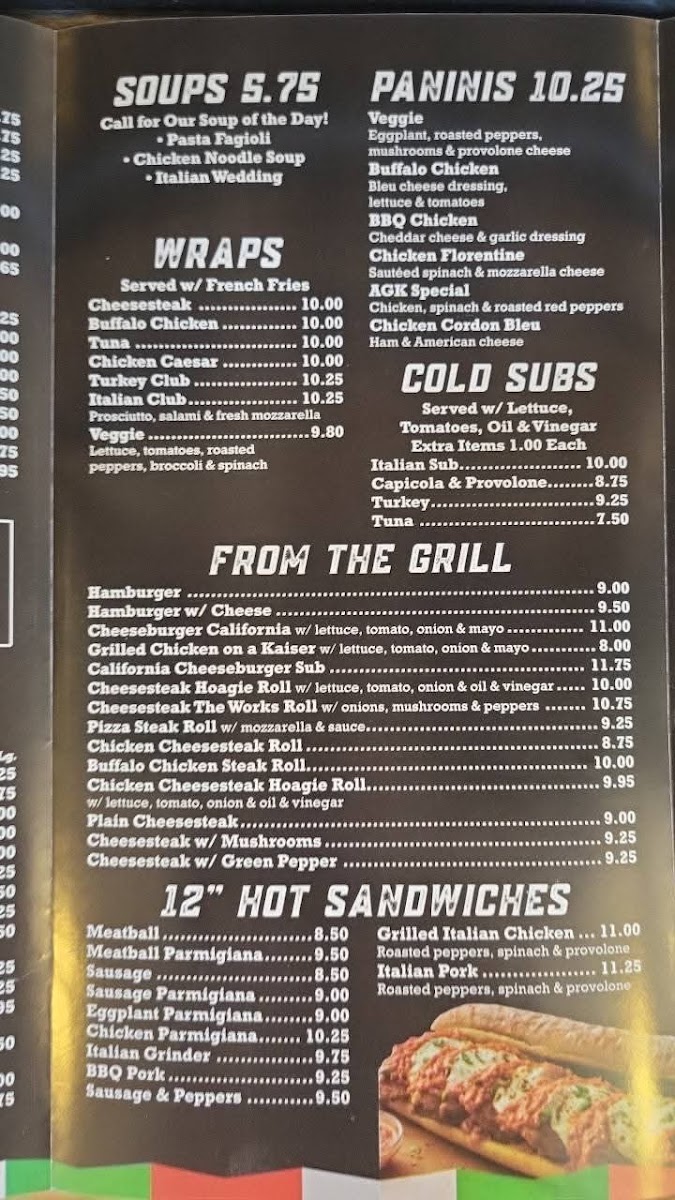 SOUPS 5.75
Call for Our Soup of the Day!
• Pasta Fagioli
• Chicken Noodle Soup
• Italian Wedding
WRAPS
Served w/ French Fries
Cheesesteak ................. 10.00
Buffalo Chicken ............. 10.00
Tuna ............................ 10.00
Chicken Caesar ............. 10.00
Turkey Club .................. 10.25
Italian Club................... 10.25
Prosciutto, salami & fresh mozzarella
Veggie ............................9.80
Lettuce, tomatoes, roasted
peppers, broccoli & spinach
PANINIS 10.25
Veggie
Eggplant, roasted peppers,
mushrooms & provolone cheese
Buffalo Chicken
Bleu cheese dressing,
lettuce & tomatoes
BBQ Chicken
Cheddar cheese & garlic dressing
Chicken Florentine
Sautéed spinach & mozzarella cheese
AGK Special
Chicken, spinach & roasted red peppers
Chicken Cordon Bleu
Ham & American cheese
COLD SUBS
Served w/ Lettuce,
Tomatoes, Oil & Vinegar
Extra Items 1.00 Each
Italian Sub..................... 10.00
Capicola & Provolone........8.75
Turkey............................9.25
Tuna ..............................7.50
FROM THE GRILL
Hamburger ......................................................................9.00
Hamburger w/ Cheese .......................................................9.50
Cheeseburger California w/ lettuce, tomato, onion & mayo ............. 11.00
Grilled Chicken on a Kaiser w/ lettuce, tomato, onion & mayo...........8.00
California Cheeseburger Sub ............................................ 11.75
Cheesesteak Hoagie Roll w/ lettuce, tomato, onion & oil & vinegar ..... 10.00
Cheesesteak The Works Roll w/ onions, mushrooms & peppers ....... 10.75
Pizza Steak Roll w/ mozzarella & sauce........................................9.25
Chicken Cheesesteak Roll ...................................................8.75
Buffalo Chicken Steak Roll................................................ 10.00
Chicken Cheesesteak Hoagie Roll........................................9.95
w/ lettuce, tomato, onion & oil & vinegar
Plain Cheesesteak..............................................................9.00
Cheesesteak w/ Mushrooms ................................................9.25
Cheesesteak w/ Green Pepper .............................................9.25
12" HOT SANDWICHES
Meatball ..........................8.50
Meatball Parmigiana.........9.50
Sausage ...........................8.50
Sausage Parmigiana .........9.00
Eggplant Parmigiana........9.00
Chicken Parmigiana....... 10.25
Italian Grinder ................9.75
BBQ Pork.........................9.25
Sausage & Peppers ...........9.50
Grilled Italian Chicken ... 11.00
Roasted peppers, spinach & provolone
Italian Pork .................. 11.25
Roasted peppers, spinach & provolone